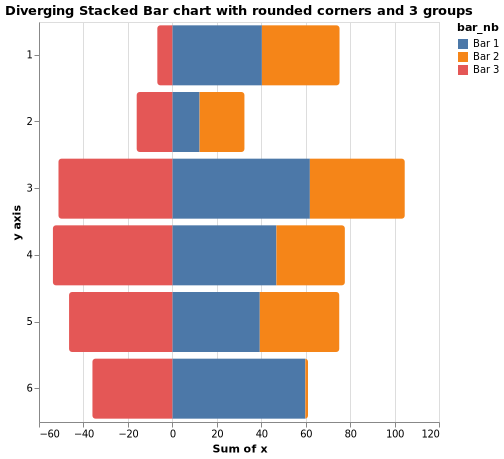 Diverging Stacked Bar chart with rounded corners and 3 groups
bar_nb
Bar 1
Bar 2
Bar 3
y axis
1
2
3
4
5
6
−60 −40 −20 0 20 40 60 80 100 120
Sum of x